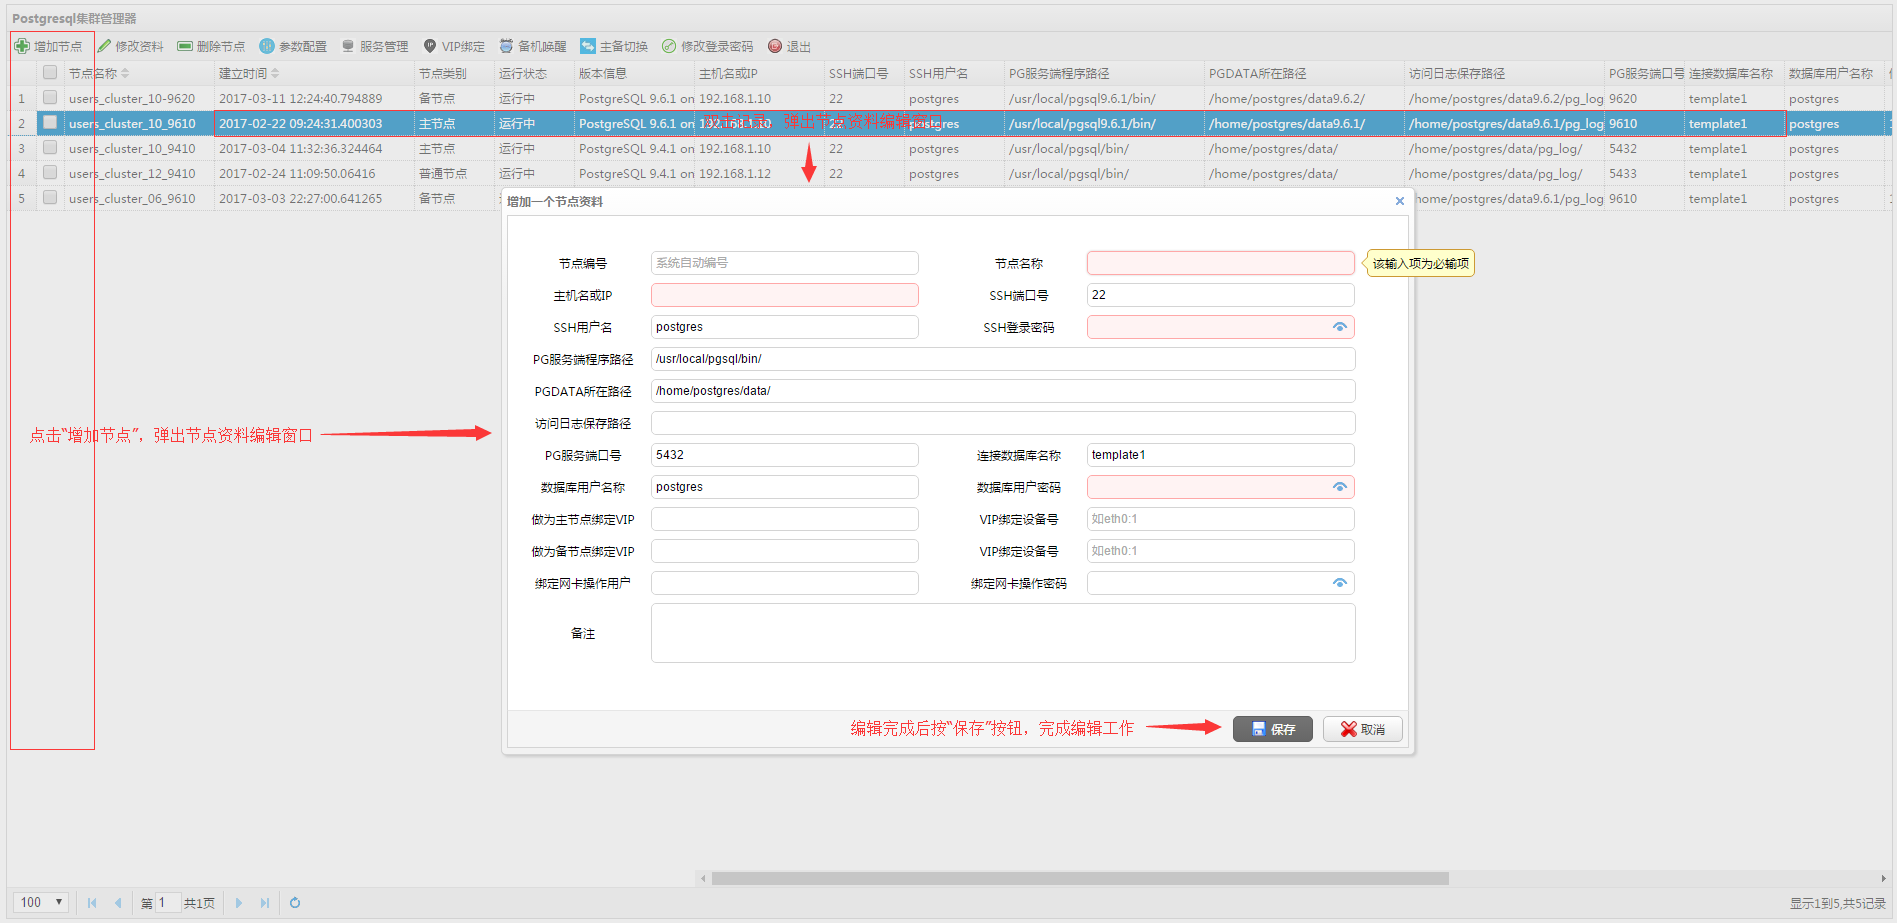 Postgresql集群管理器
增加节点 修改资料 删除节点 参数配置 服务管理 VIP绑定 备机唤醒 主备切换 修改登录密码 退出
节点名称 建立时间 节点类别 运行状态 版本信息 主机名或IP SSH端口号 SSH用户名 PG服务端程序路径 PGDATA所在路径 访问日志保存路径 PG服务端口号 连接数据库名称 数据库用户名称
1 users_cluster_10-9620 2017-03-11 12:24:40.794889 备节点 运行中 PostgreSQL 9.6.1 on 192.168.1.10 22 postgres /usr/local/pgsql9.6.1/bin/ /home/postgres/data9.6.2/ /home/postgres/data9.6.2/pg_log 9620 template1 postgres
2 users_cluster_10_9610 2017-02-22 09:24:31.400303 主节点 运行中 PostgreSQL 9.6.1 on 192.168.1.10 22 postgres /usr/local/pgsql9.6.1/bin/ /home/postgres/data9.6.1/ /home/postgres/data9.6.1/pg_log 9610 template1 postgres
双击记录，弹出节点资料编辑窗口
3 users_cluster_10_9410 2017-03-04 11:32:36.324464 主节点 运行中 PostgreSQL 9.4.1 on 192.168.1.10 22 postgres /usr/local/pgsql/bin/ /home/postgres/data/ /home/postgres/data/pg_log/ 5432 template1 postgres
4 users_cluster_12_9410 2017-02-24 11:09:50.06416 普通节点 运行中 PostgreSQL 9.4.1 on 192.168.1.12 22 postgres /usr/local/pgsql/bin/ /home/postgres/data/ /home/postgres/data/pg_log/ 5433 template1 postgres
5 users_cluster_06_9610 2017-03-03 22:27:00.641265 备节点 home/postgres/data9.6.1/pg_log 9610 template1 postgres
增加一个节点资料
节点编号 系统自动编号 节点名称 该输入项为必输项
主机名或IP SSH端口号 22
SSH用户名 postgres SSH登录密码
PG服务端程序路径 /usr/local/pgsql/bin/
PGDATA所在路径 /home/postgres/data/
访问日志保存路径
点击“增加节点”，弹出节点资料编辑窗口
PG服务端口号 5432 连接数据库名称 template1
数据库用户名称 postgres 数据库用户密码
做为主节点绑定VIP VIP绑定设备号 如eth0:1
做为备节点绑定VIP VIP绑定设备号 如eth0:1
绑定网卡操作用户 绑定网卡操作密码
备注
编辑完成后按“保存”按钮，完成编辑工作 保存 取消
100 第 1 共1页 显示1到5,共5记录